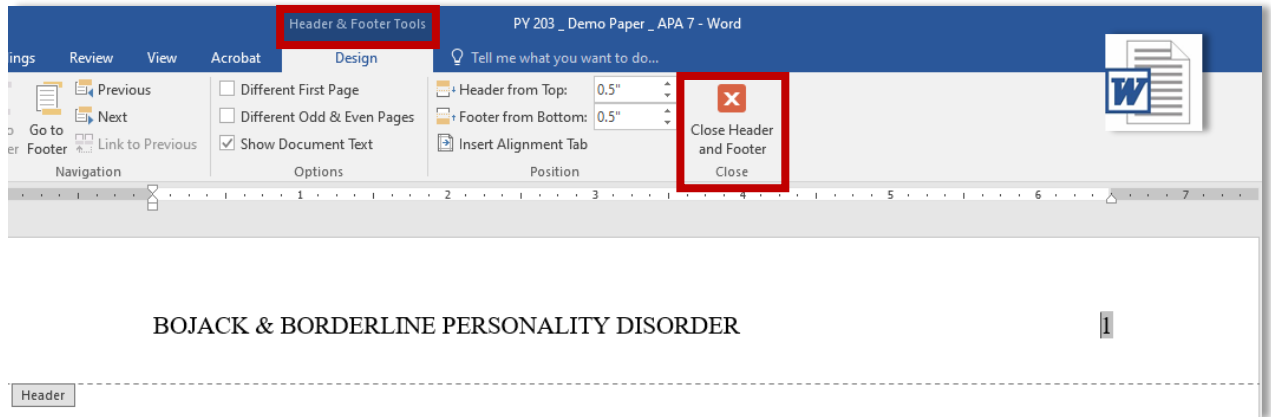 Header & Footer Tools PY 203 _ Demo Paper _ APA 7 - Word
ings Review View Acrobat Design Tell me what you want to do...
Previous Different First Page Header from Top: 0.5"
Next Different Odd & Even Pages Footer from Bottom: 0.5"
Go to Footer Link to Previous Show Document Text Insert Alignment Tab Close Header and Footer
Navigation Options Position Close
1 2 3 4 5 6 7
W
BOJACK & BORDERLINE PERSONALITY DISORDER 1
Header